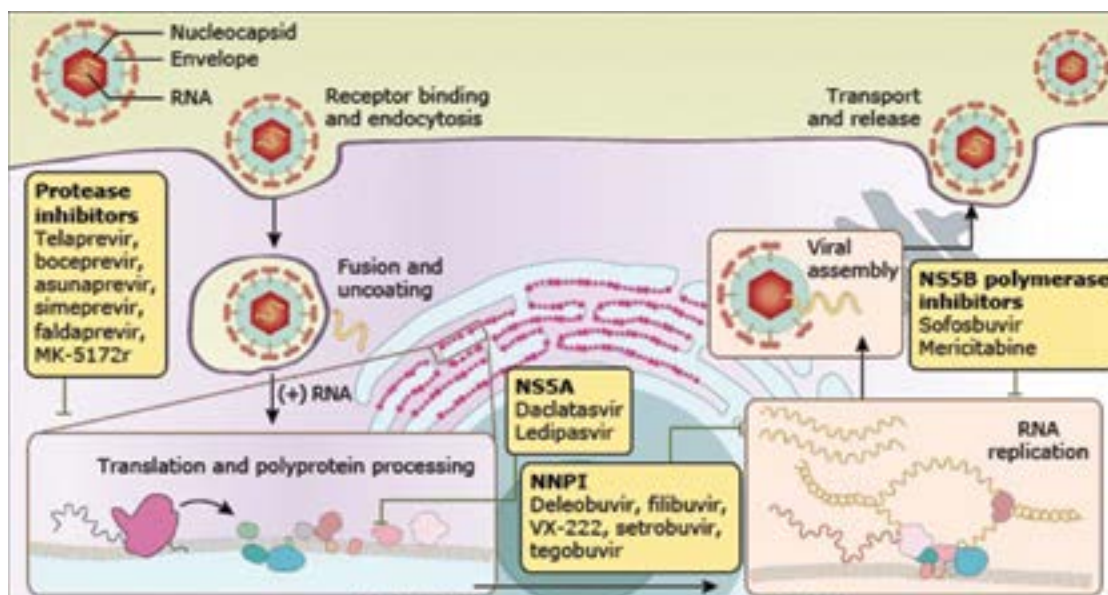 Nucleocapsid
Envelope
RNA
Receptor binding
and endocytosis
Transport
and release
Protease
inhibitors
Telaprevir,
boceprevir,
asunaprevir,
simeprevir,
faldaprevir,
MK-5172r
Fusion and
uncoating
(+) RNA
Viral
assembly
NS5B polymerase
inhibitors
Sofosbuvir
Mericitabine
NS5A
Daclatasvir
Ledipasvir
Translation and polyprotein processing
NNPI
Deleobuvir, filibuvir,
VX-222, setrobuvir,
tegobuvir
RNA
replication